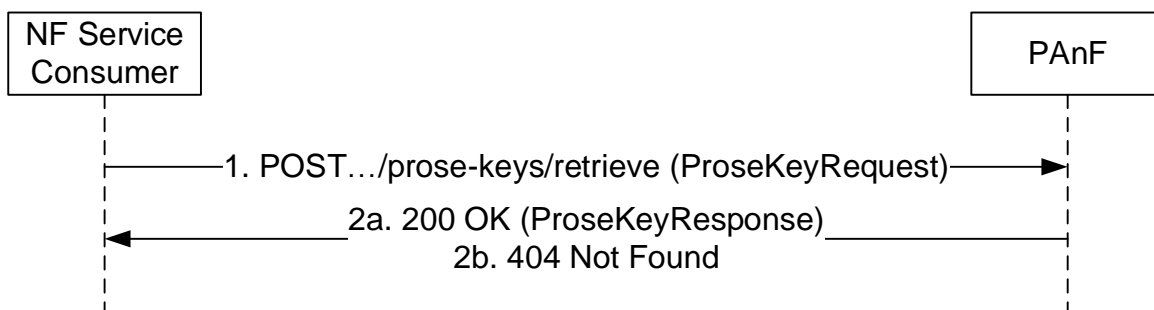 NF Service
Consumer
PAnF
1. POST…/prose-keys/retrieve (ProseKeyRequest)
2a. 200 OK (ProseKeyResponse)
2b. 404 Not Found